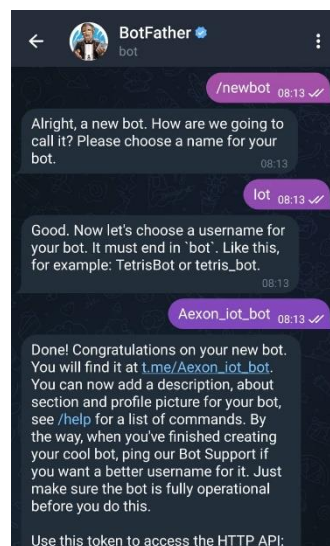 BotFather
bot
/newbot 08:13
Alright, a new bot. How are we going to
call it? Please choose a name for your
bot. 08:13
Iot 08:13
Good. Now let's choose a username for
your bot. It must end in `bot`. Like this,
for example: TetrisBot or tetris_bot.
08:13
Aexon_iot_bot 08:13
Done! Congratulations on your new bot.
You will find it at t.me/Aexon_iot_bot.
You can now add a description, about
section and profile picture for your bot,
see /help for a list of commands. By
the way, when you've finished creating
your cool bot, ping our Bot Support if
you want a better username for it. Just
make sure the bot is fully operational
before you do this.
Use this token to access the HTTP API: